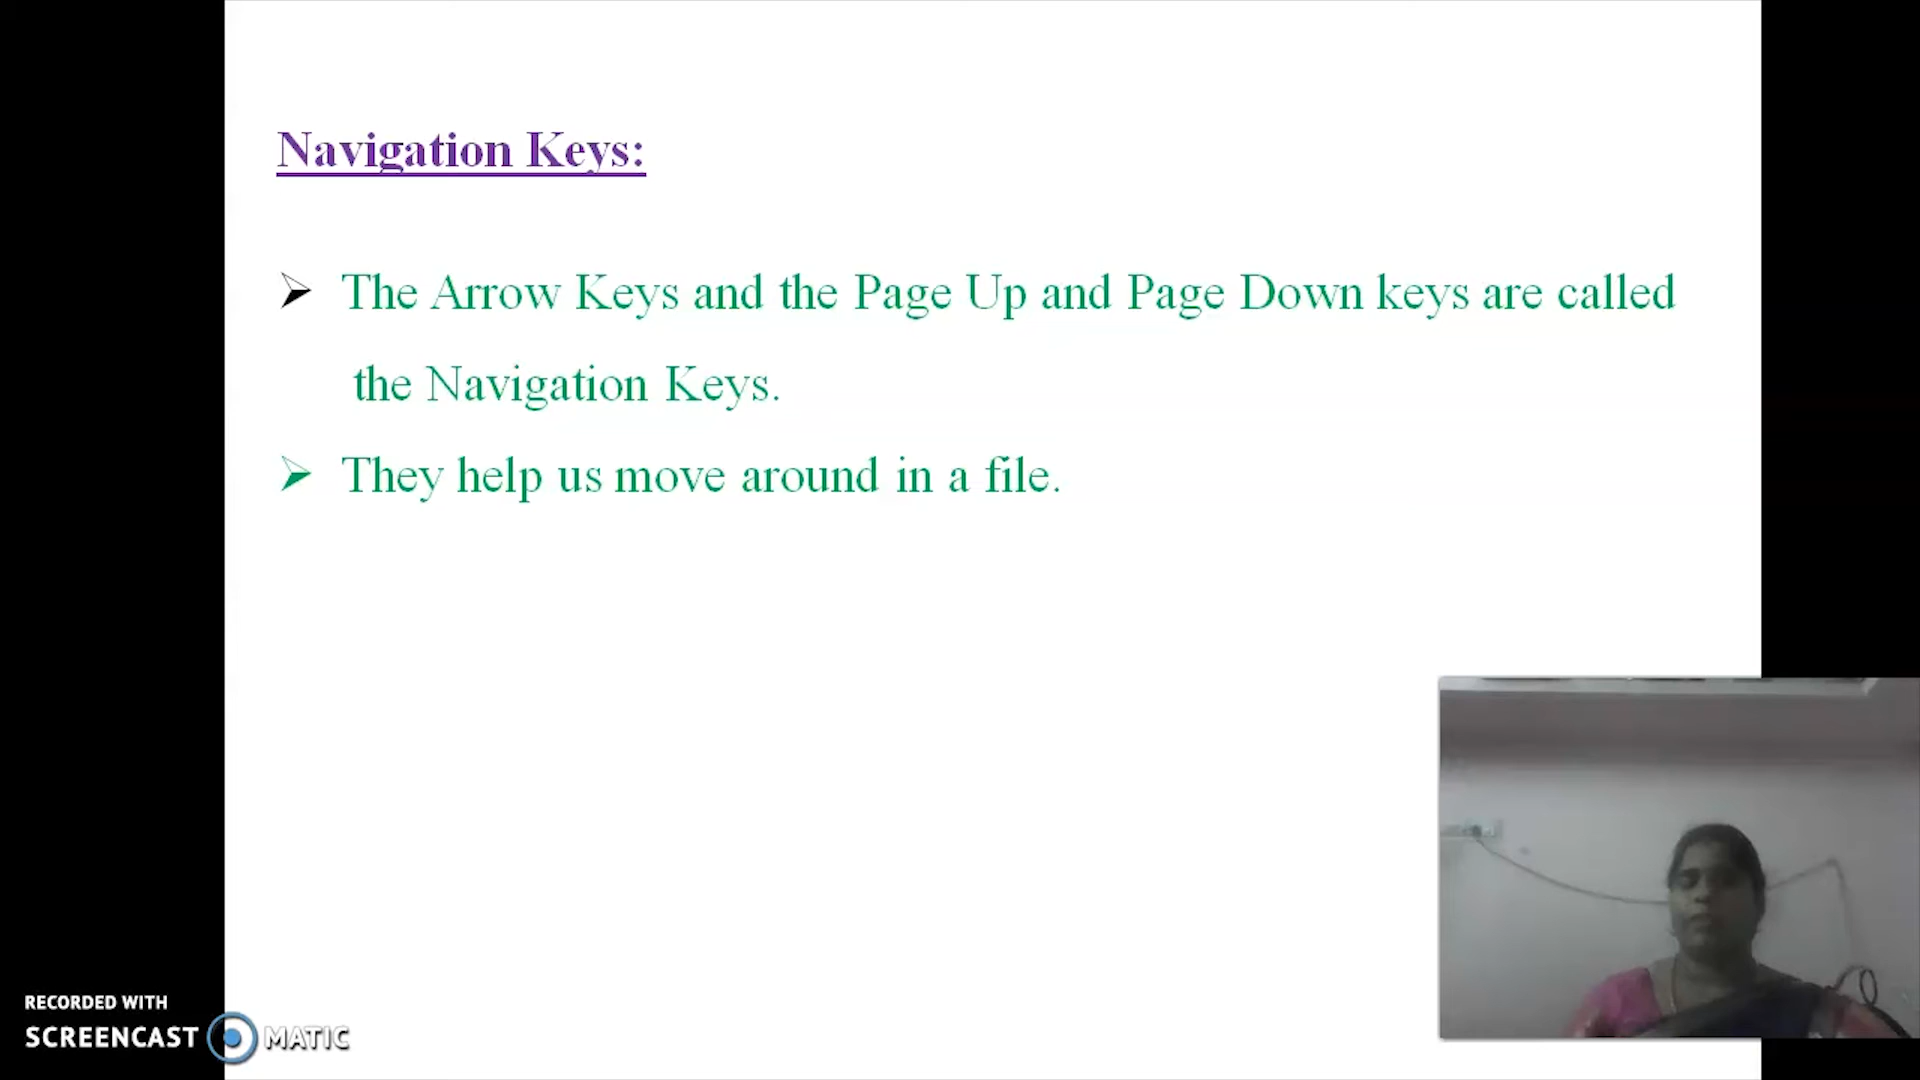 Navigation Keys:
The Arrow Keys and the Page Up and Page Down keys are called
the Navigation Keys.
They help us move around in a file.
RECORDED WITH
SCREENCAST MATIC